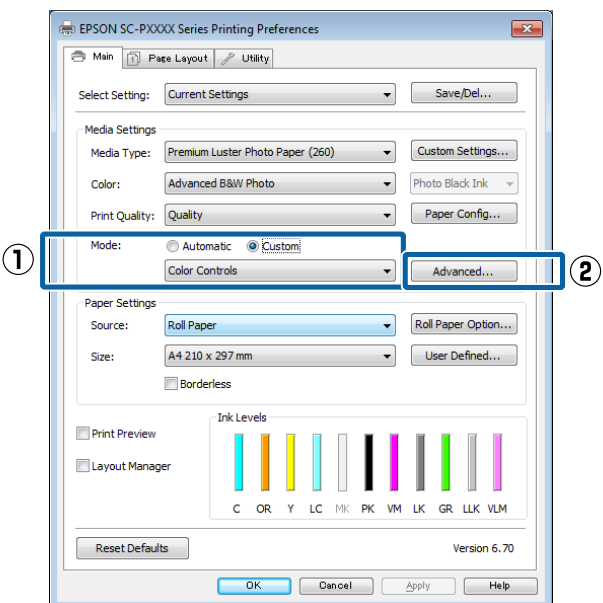 EPSON SC-PXXXX Series Printing Preferences
Main Page Layout Utility
Select Setting: Current Settings Save/Del...
Media Settings
Media Type: Premium Luster Photo Paper (260) Custom Settings...
Color: Advanced B&W Photo Photo Black Ink
Print Quality: Quality Paper Config...
Mode: Automatic Custom
① Color Controls Advanced... ②
Paper Settings
Source: Roll Paper Roll Paper Option...
Size: A4 210 x 297 mm User Defined...
Borderless
Ink Levels
Print Preview
Layout Manager
C OR Y LC MK PK VM LK GR LLK VLM
Reset Defaults Version 6.70
OK Cancel Apply Help